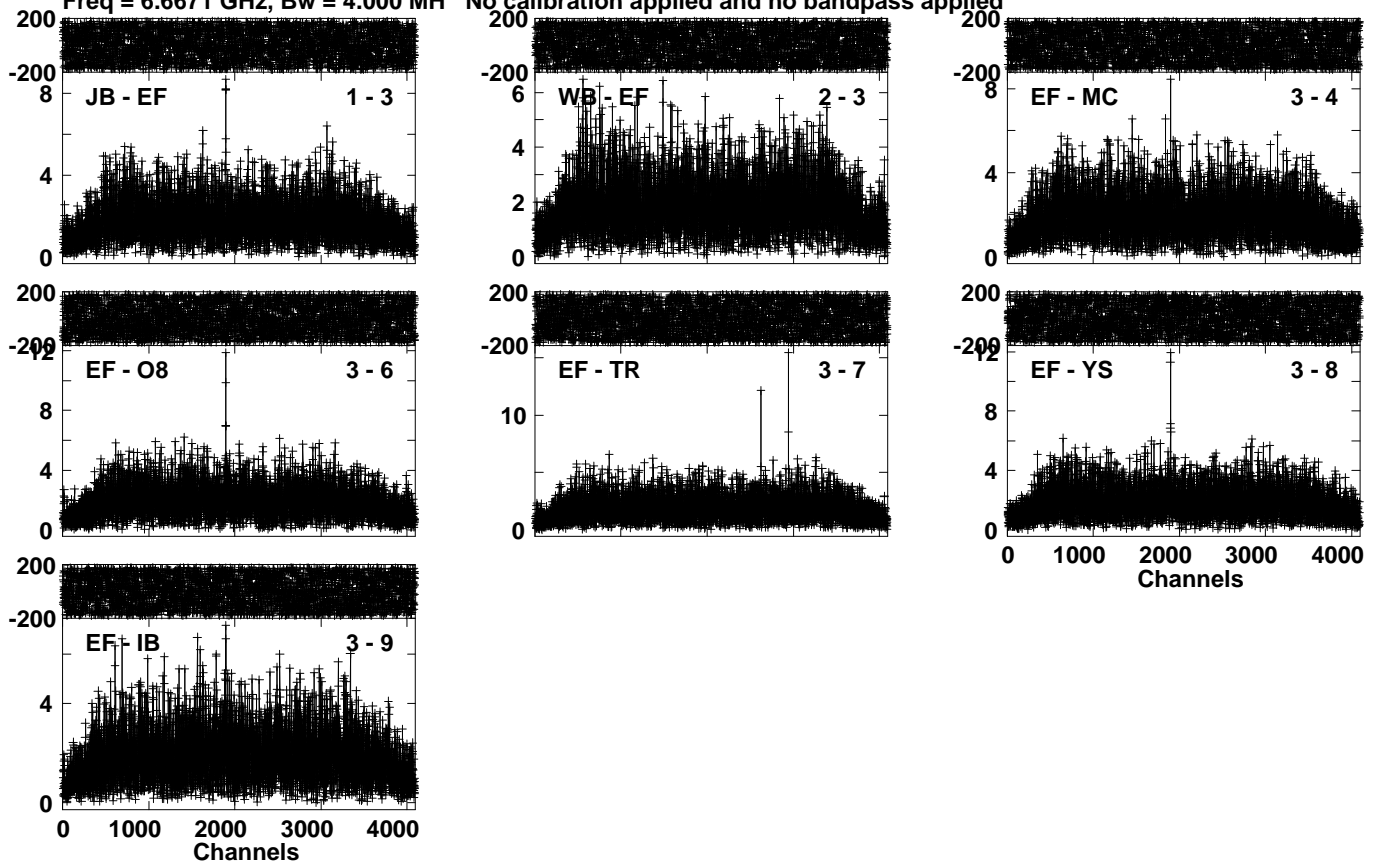 Freq = 6.6671 GHz, Bw = 4.000 MH No calibration applied and no bandpass applied
200 200 200
-200 -200 -200
JB - EF 1 - 3 WB - EF 2 - 3 EF - MC 3 - 4
8 6 8
4 4 4
2
0 0 0
200 200 200
-200 -200 -200
12 12
EF - O8 3 - 6 EF - TR 3 - 7 EF - YS 3 - 8
8 10 8
4 4
0 0 0
0 1000 2000 3000 4000
Channels
200
-200
EF - IB 3 - 9
4
0
0 1000 2000 3000 4000
Channels